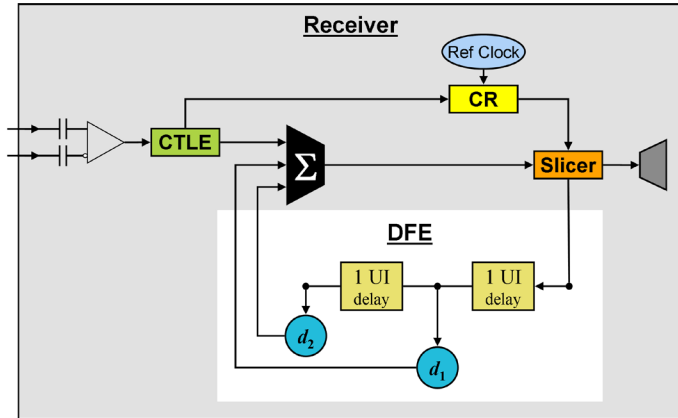 Receiver
Ref Clock
CR
CTLE
Σ
Slicer
DFE
1 UI
delay
1 UI
delay
d2
d1